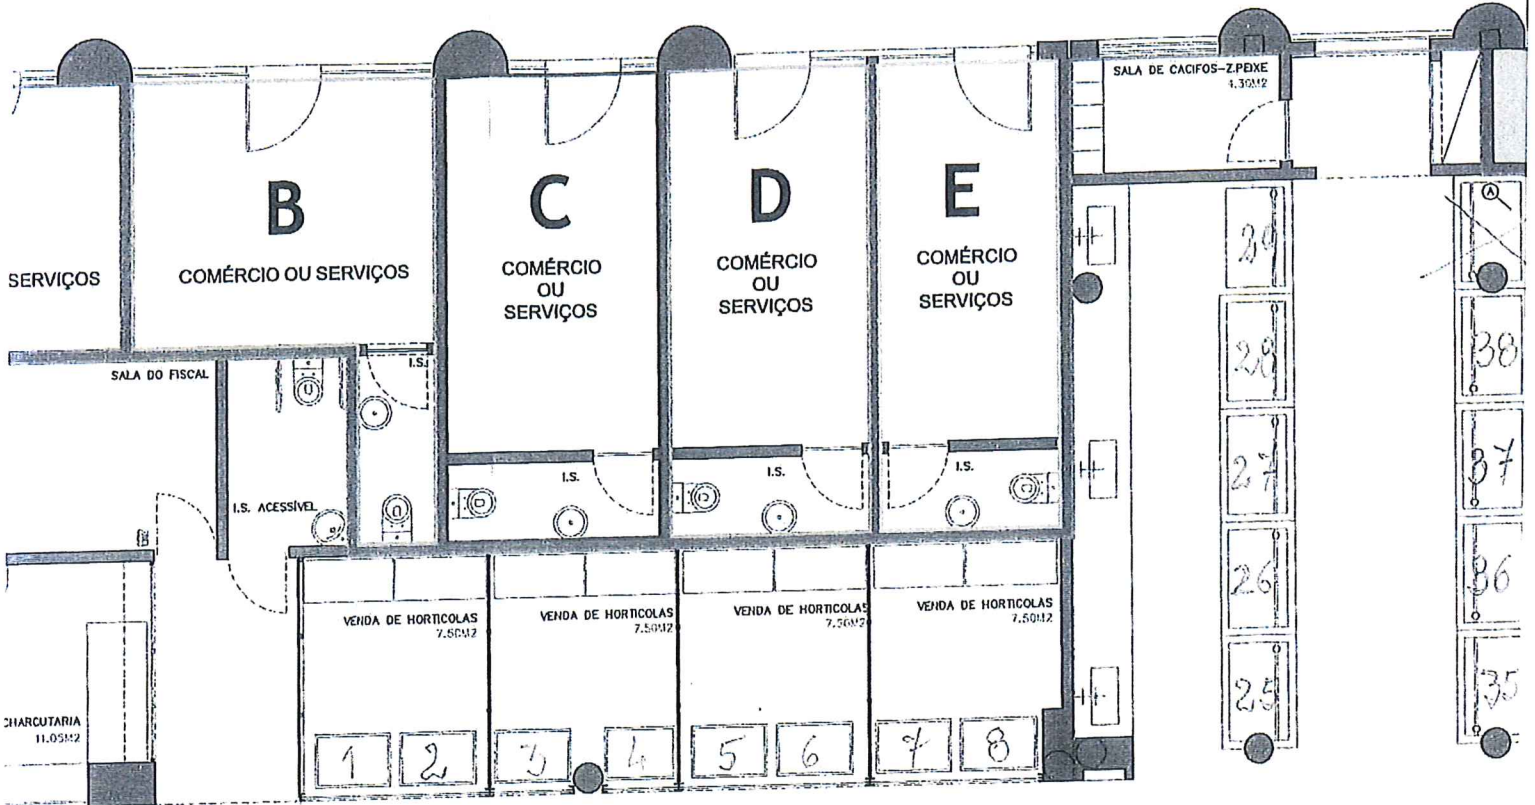 SALA DE CACIFOS-Z.PEIXE
4.30M2
A
B
C
D
E
SERVIÇOS
COMÉRCIO OU SERVIÇOS
COMÉRCIO
OU
SERVIÇOS
COMÉRCIO
OU
SERVIÇOS
COMÉRCIO
OU
SERVIÇOS
29
28
27
26
25
38
37
36
35
SALA DO FISCAL
I.S.
I.S. ACESSÍVEL
I.S.
I.S.
I.S.
VENDA DE HORTICOLAS
7.50M2
VENDA DE HORTICOLAS
7.50M2
VENDA DE HORTICOLAS
7.50M2
VENDA DE HORTICOLAS
7.50M2
CHARCUTARIA
11.05M2
1
2
3
4
5
6
7
8